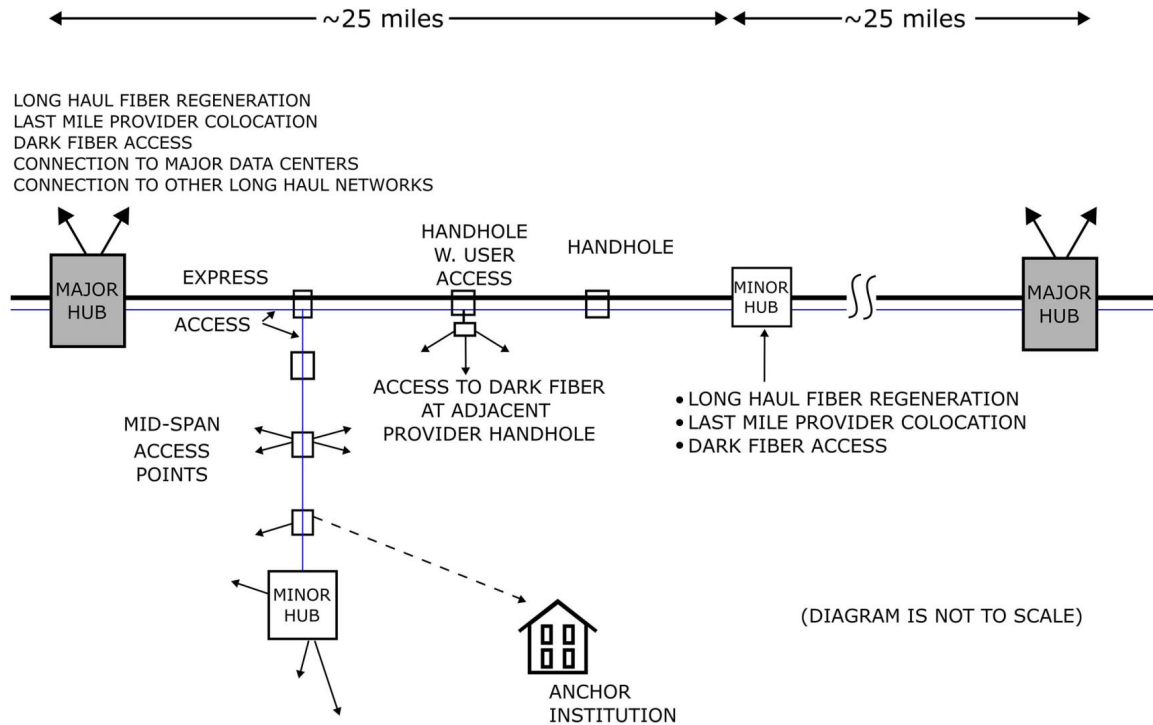 ~25 miles
~25 miles
LONG HAUL FIBER REGENERATION
LAST MILE PROVIDER COLOCATION
DARK FIBER ACCESS
CONNECTION TO MAJOR DATA CENTERS
CONNECTION TO OTHER LONG HAUL NETWORKS
MAJOR
HUB
EXPRESS
ACCESS
HANDHOLE
W. USER
ACCESS
HANDHOLE
MINOR
HUB
MAJOR
HUB
ACCESS TO DARK FIBER
AT ADJACENT
PROVIDER HANDHOLE
• LONG HAUL FIBER REGENERATION
• LAST MILE PROVIDER COLOCATION
• DARK FIBER ACCESS
MID-SPAN
ACCESS
POINTS
MINOR
HUB
ANCHOR
INSTITUTION
(DIAGRAM IS NOT TO SCALE)